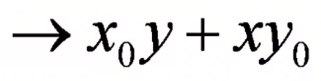 → x₀y + xy₀